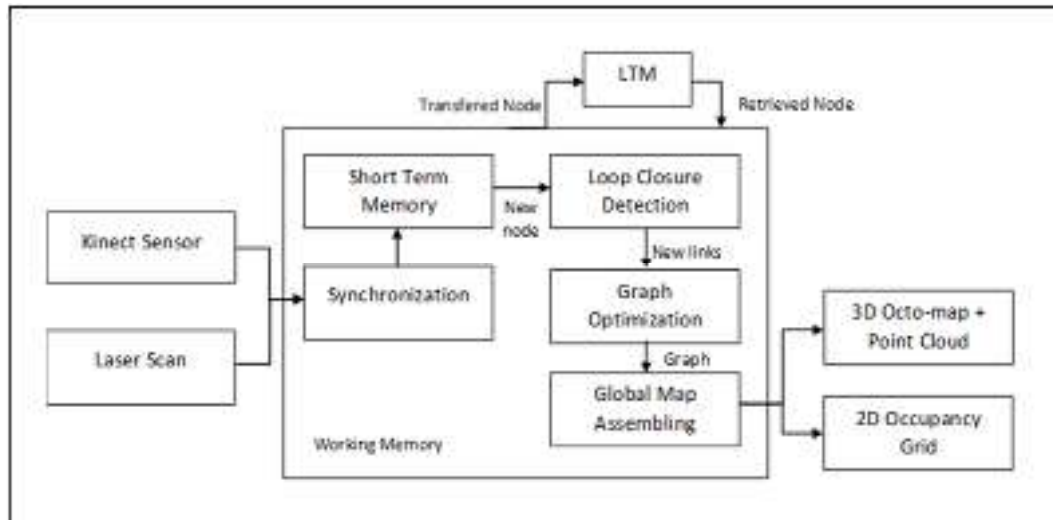 LTM
Transfered Node
Retrieved Node
Short Term
Memory
New
node
Loop Closure
Detection
Kinect Sensor
New links
Synchronization
Graph
Optimization
Laser Scan
Graph
3D Octo-map +
Point Cloud
Global Map
Assembling
2D Occupancy
Grid
Working Memory